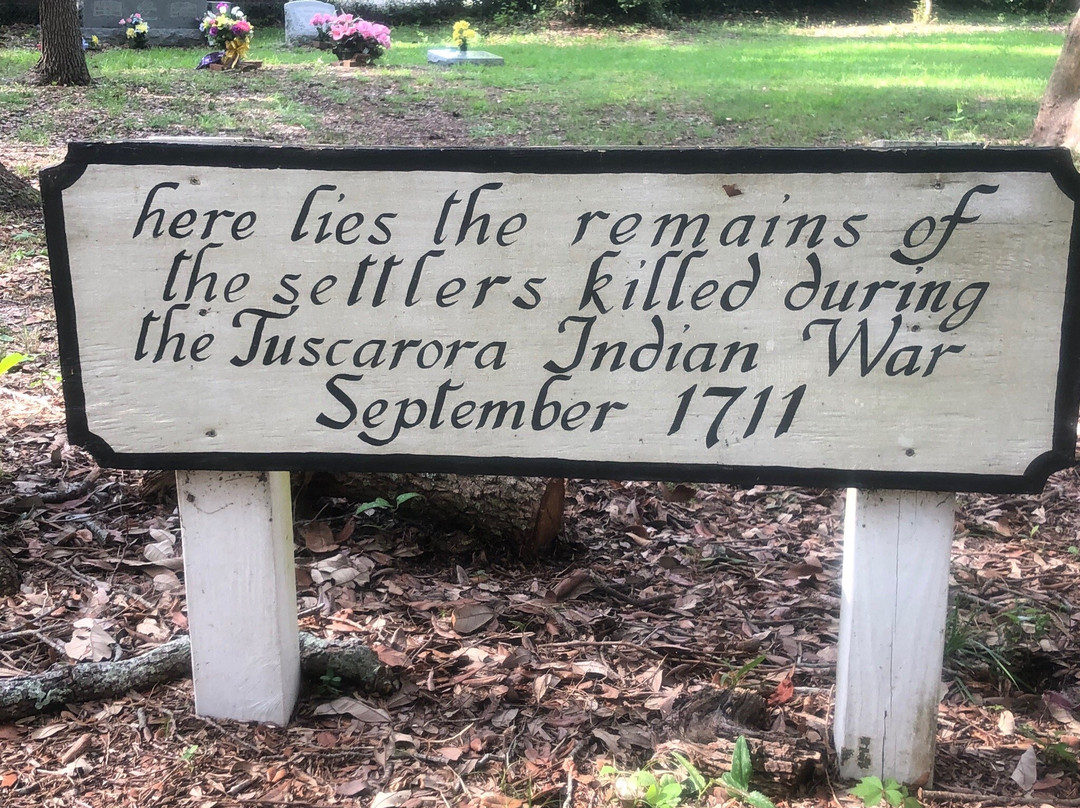 here lies the remains of
the settlers killed during
the Tuscarora Indian War
September 1711